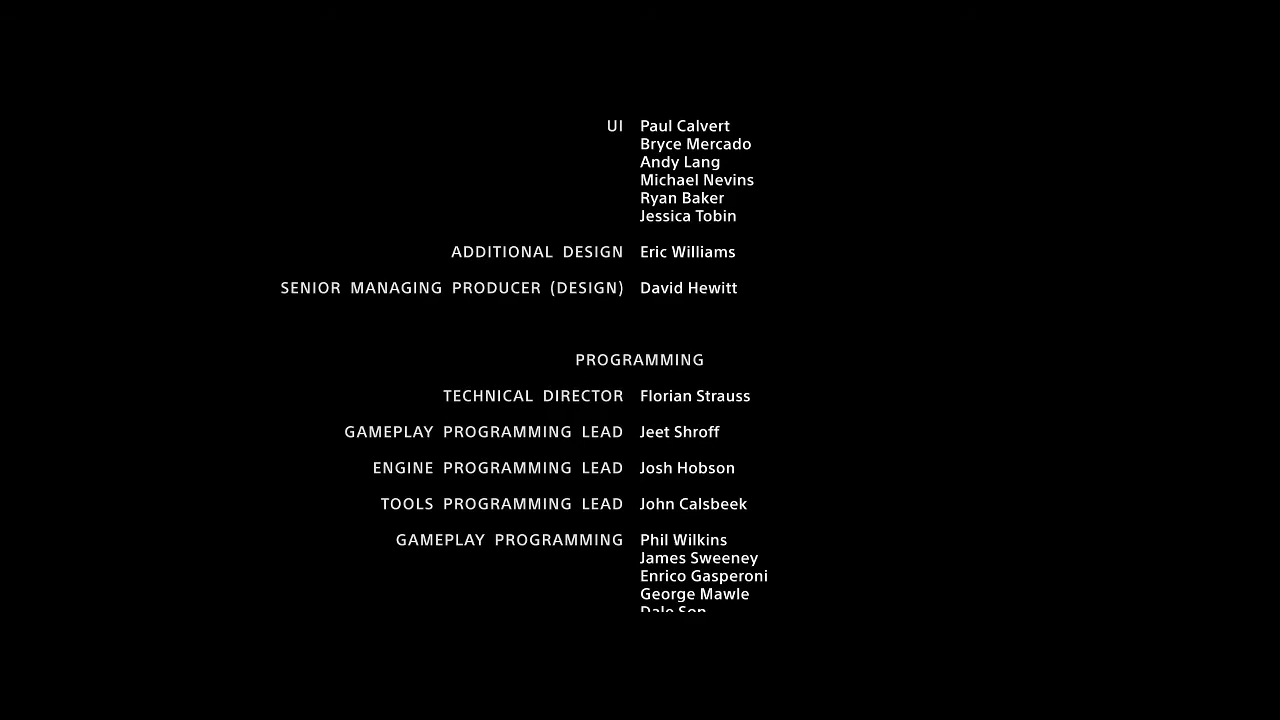 UI Paul Calvert
Bryce Mercado
Andy Lang
Michael Nevins
Ryan Baker
Jessica Tobin
ADDITIONAL DESIGN Eric Williams
SENIOR MANAGING PRODUCER (DESIGN) David Hewitt
PROGRAMMING
TECHNICAL DIRECTOR Florian Strauss
GAMEPLAY PROGRAMMING LEAD Jeet Shroff
ENGINE PROGRAMMING LEAD Josh Hobson
TOOLS PROGRAMMING LEAD John Calsbeek
GAMEPLAY PROGRAMMING Phil Wilkins
James Sweeney
Enrico Gasperoni
George Mawle
Dale Son